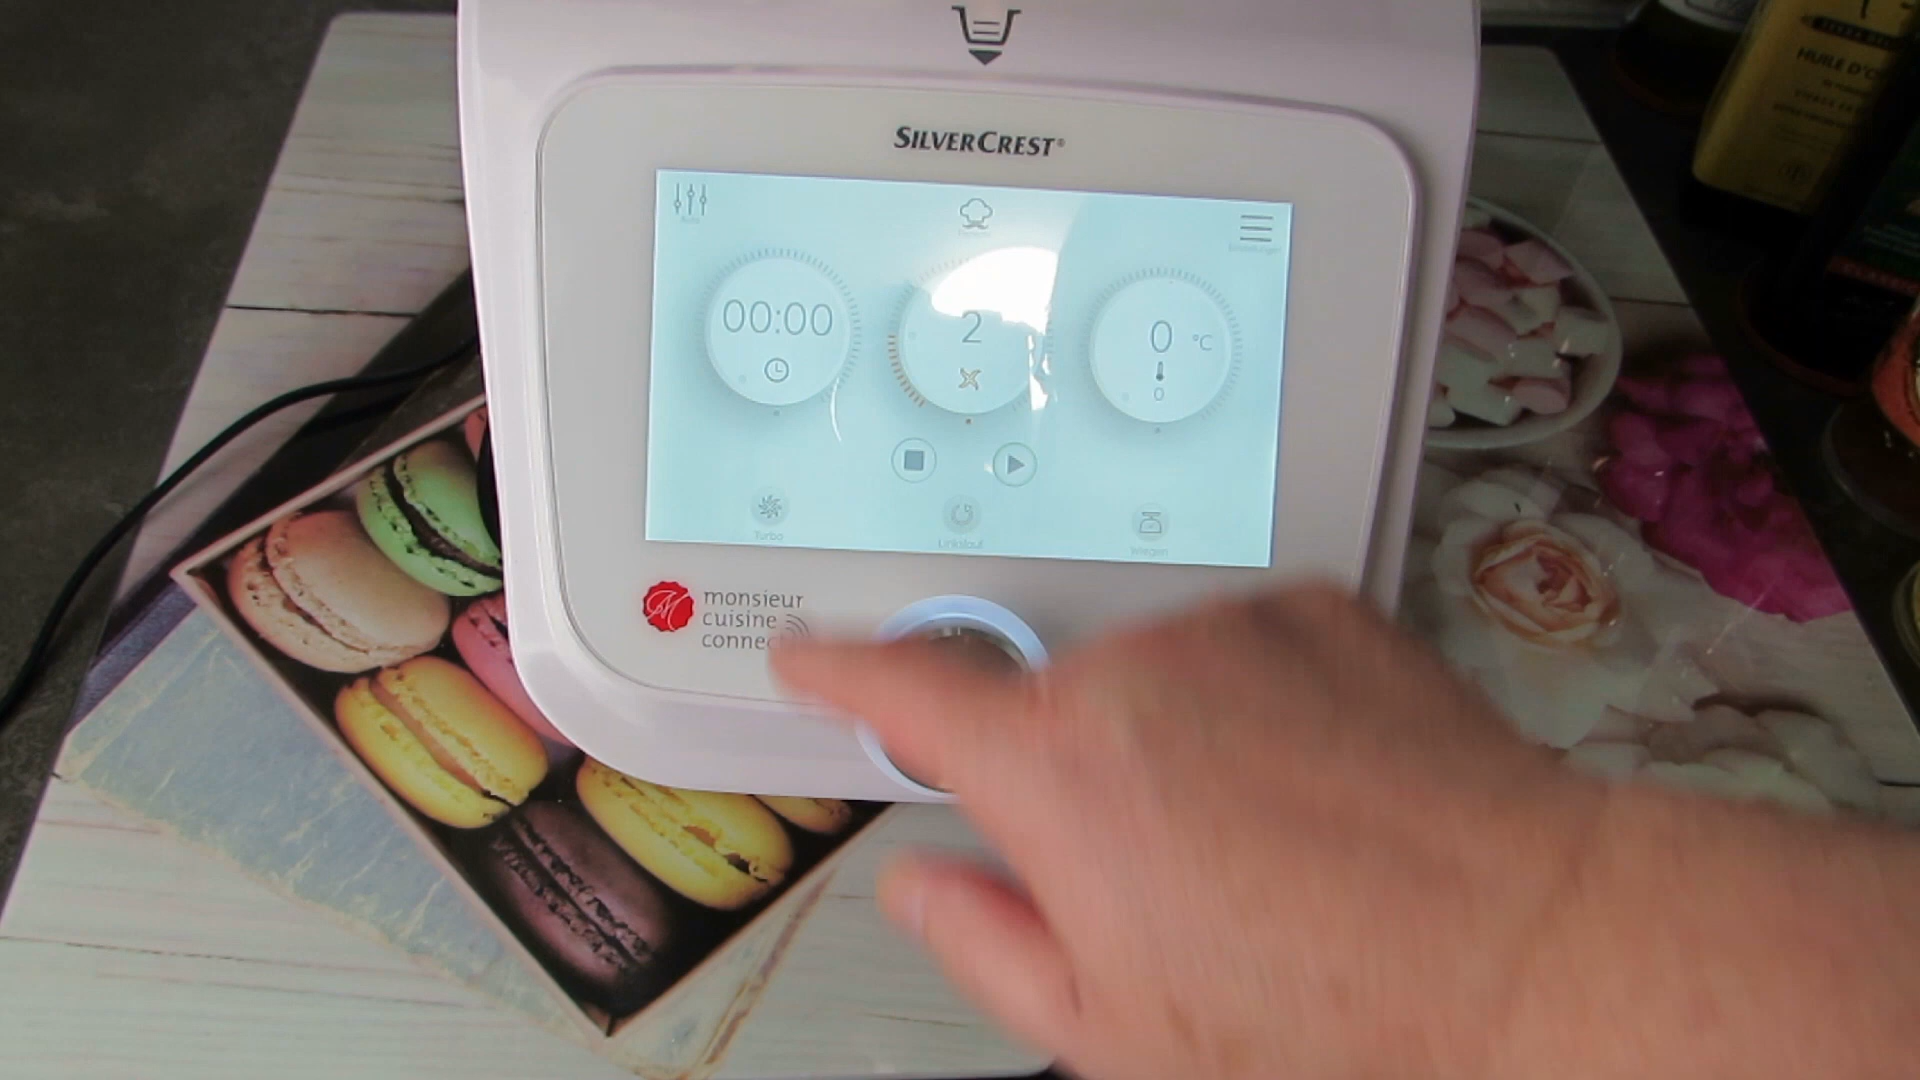 SILVERCREST®
00:00
2
0 °C
0
Turbo
Linkslauf
Wiegen
monsieur
cuisine
connec
HUILE D'O